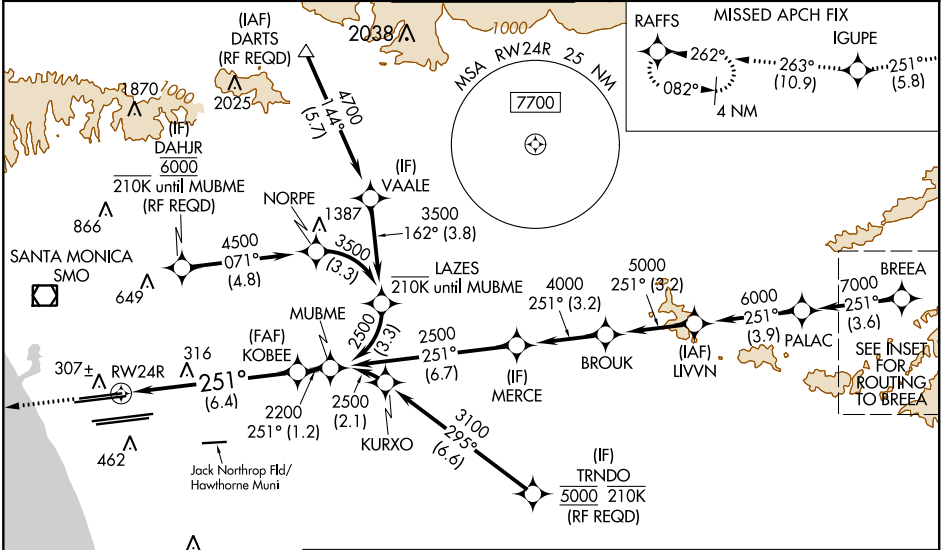 (IAF)
DARTS
(RF REQD)
2038
1000
2025
1870
1000
4700
144°
(5.7)
MSA RW24R 25 NM
7700
MISSED APCH FIX
RAFFS
IGUPE
262°
263°
(10.9)
251°
(5.8)
082°
4 NM
(IF)
DAHJR
6000
210K until MUBME
(RF REQD)
(IF)
VAALE
NORPE
1387
3500
162° (3.8)
866
SANTA MONICA
SMO
649
4500
071°
(4.8)
3500
(3.3)
LAZES
210K until MUBME
MUBME
2500
(3.3)
4000
251° (3.2)
5000
251° (3.2)
6000
251°
(3.9)
7000
251°
(3.6)
BREEA
PALAC
SEE INSET
FOR
ROUTING
TO BREEA
(FAF)
KOBEE
2500
251°
(6.7)
BROUK
(IAF)
LIVVN
(IF)
MERCE
307±
RW24R
316
251°
(6.4)
2200
251° (1.2)
2500
(2.1)
KURXO
3100
295°
(6.6)
462
Jack Northrop Fld/
Hawthorne Muni
(IF)
TRNDO
5000 210K
(RF REQD)